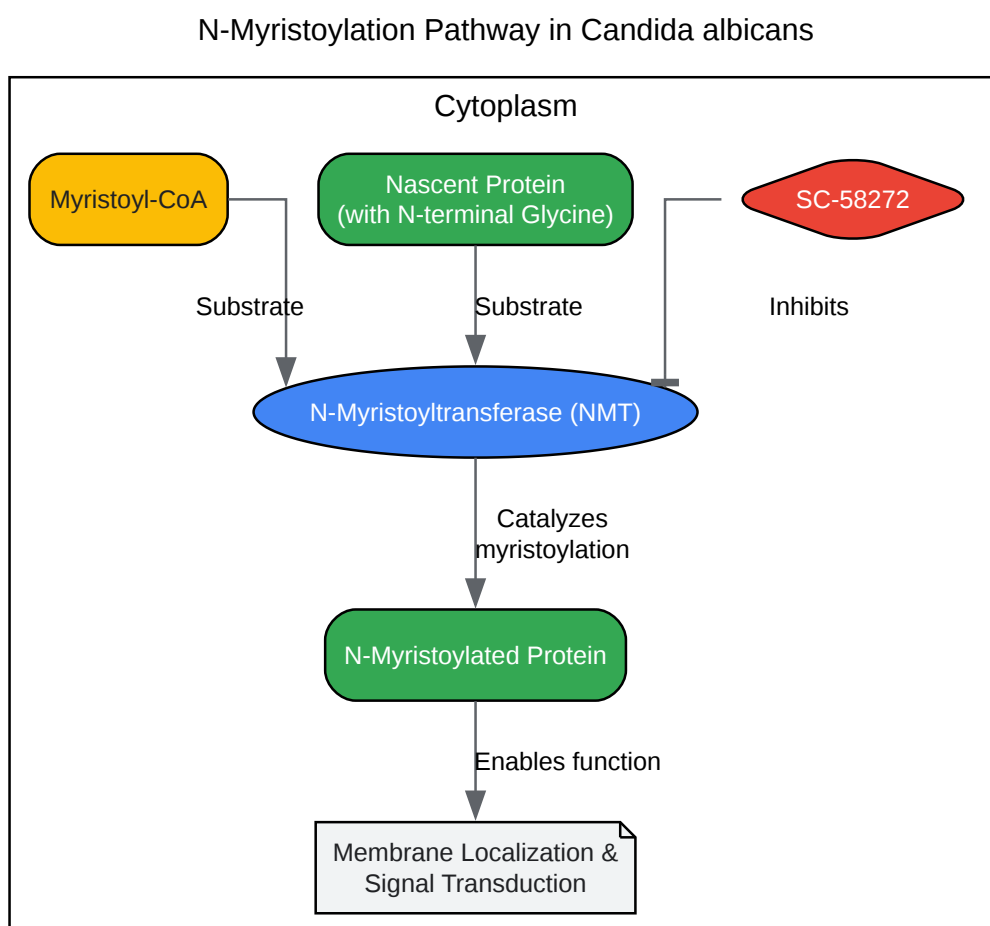 N-Myristoylation Pathway in Candida albicans
Cytoplasm
Myristoyl-CoA
Nascent Protein
(with N-terminal Glycine)
SC-58272
Substrate
Substrate
Inhibits
N-Myristoyltransferase (NMT)
Catalyzes
myristoylation
N-Myristoylated Protein
Enables function
Membrane Localization &
Signal Transduction